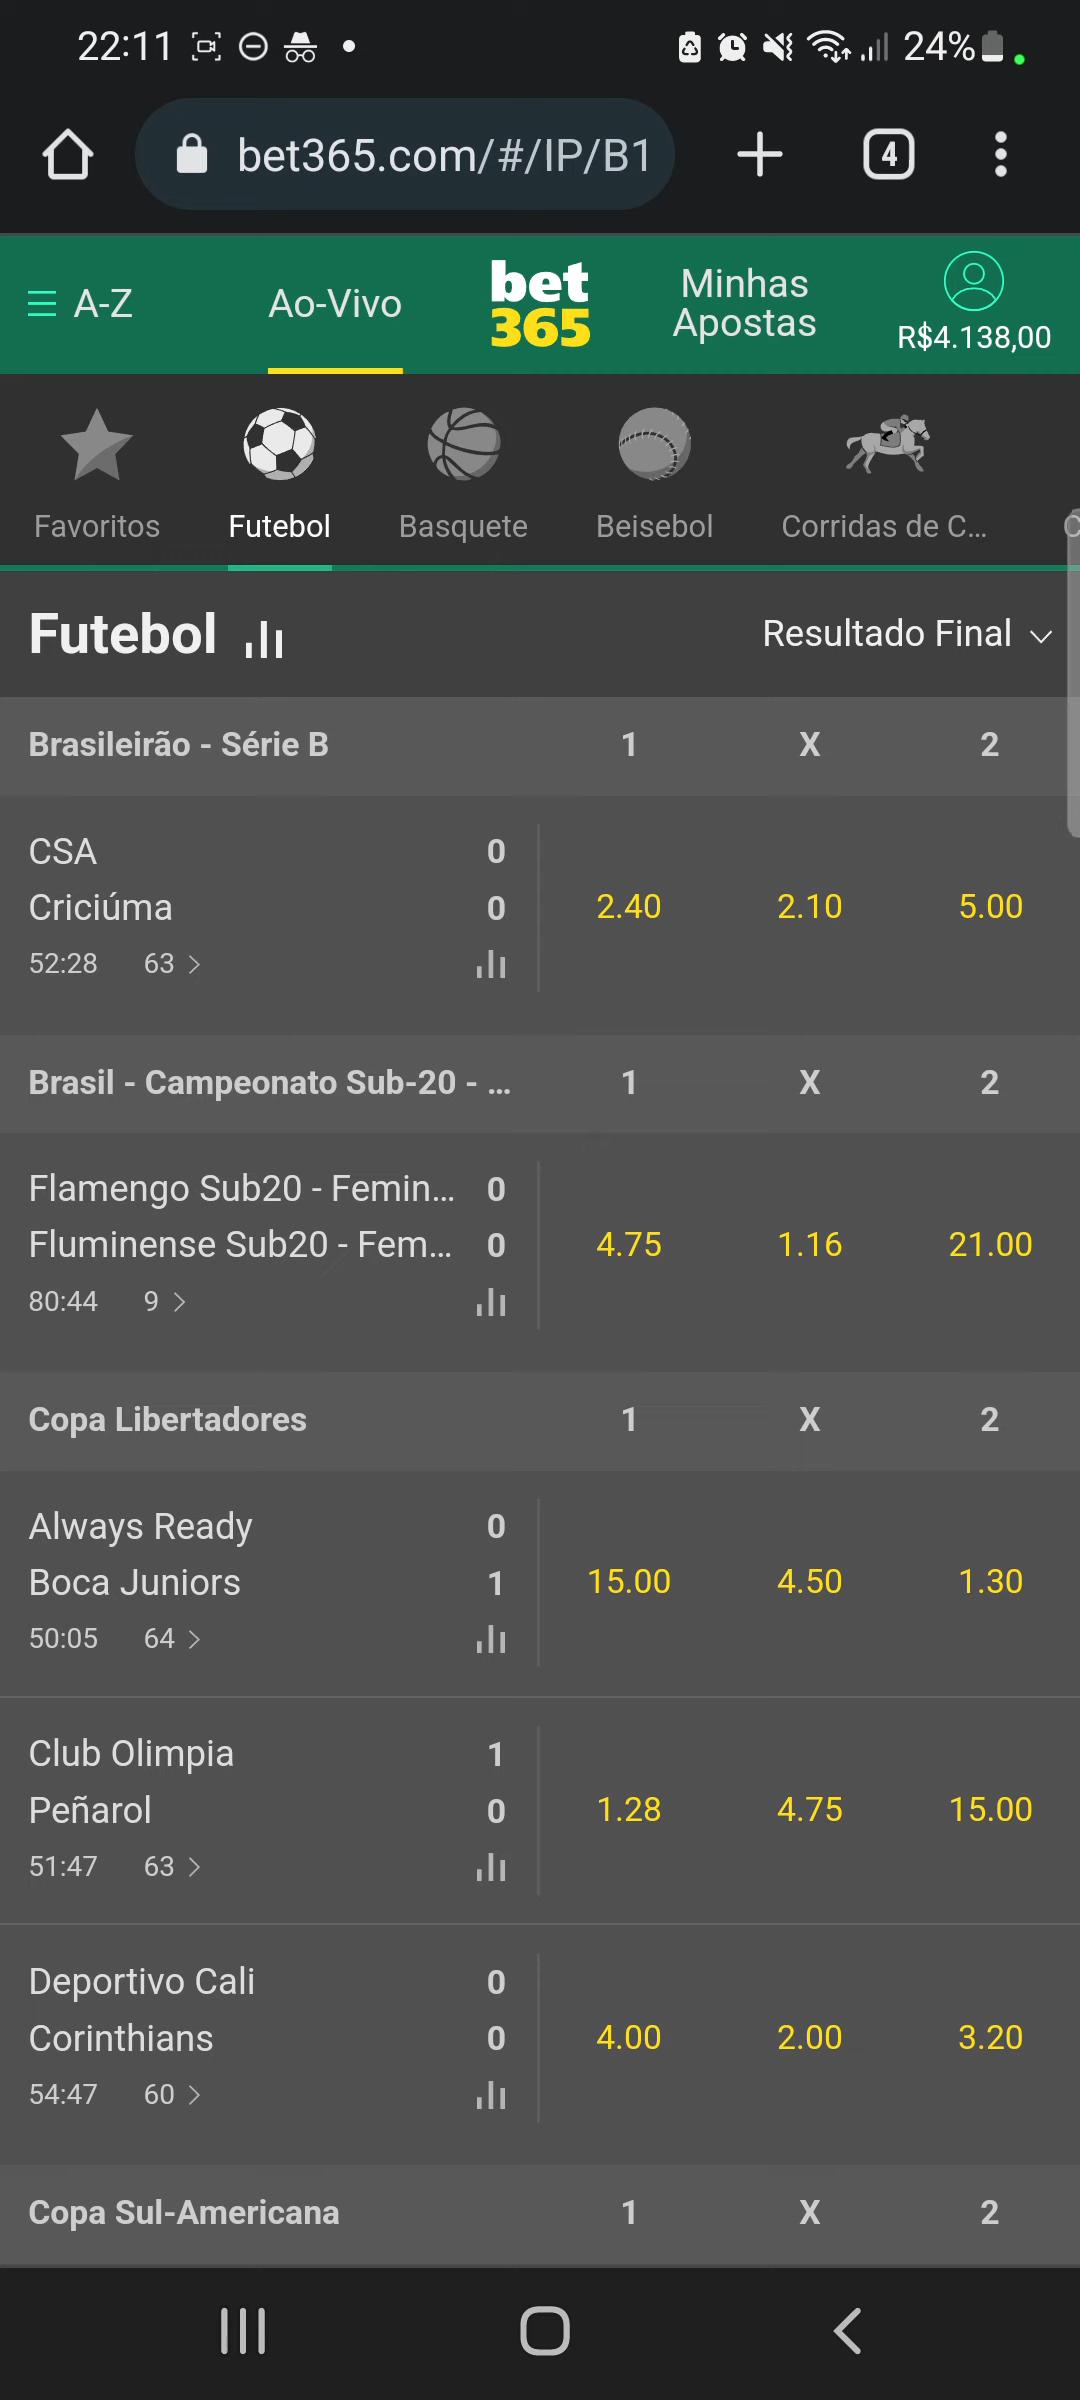 22:11 24%
bet365.com/#/IP/B1 4
A-Z Ao-Vivo bet365 Minhas Apostas R$4.138,00
Favoritos Futebol Basquete Beisebol Corridas de C... C
Futebol Resultado Final
Brasileirão - Série B 1 X 2
CSA 0
Criciúma 0 2.40 2.10 5.00
52:28 63
Brasil - Campeonato Sub-20 - ... 1 X 2
Flamengo Sub20 - Femin... 0
Fluminense Sub20 - Fem... 0 4.75 1.16 21.00
80:44 9
Copa Libertadores 1 X 2
Always Ready 0
Boca Juniors 1 15.00 4.50 1.30
50:05 64
Club Olimpia 1
Peñarol 0 1.28 4.75 15.00
51:47 63
Deportivo Cali 0
Corinthians 0 4.00 2.00 3.20
54:47 60
Copa Sul-Americana 1 X 2